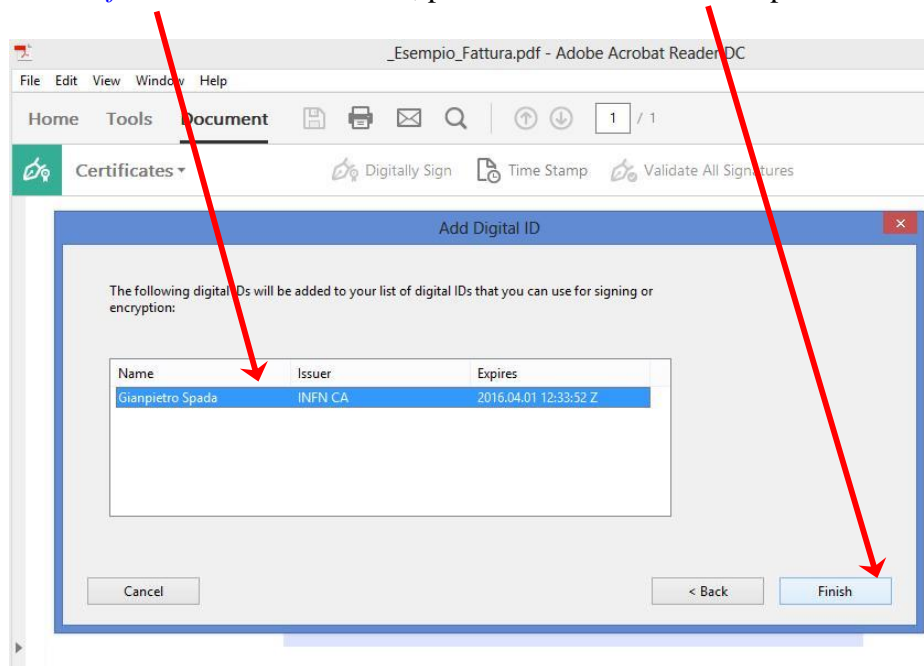 _Esempio_Fattura.pdf - Adobe Acrobat Reader DC
File Edit View Window Help
Home Tools Document 1 / 1
Certificates Digitally Sign Time Stamp Validate All Signatures
Add Digital ID
The following digital IDs will be added to your list of digital IDs that you can use for signing or
encryption:
Name Issuer Expires
Gianpietro Spada INFN CA 2016.04.01 12:33:52 Z
Cancel < Back Finish